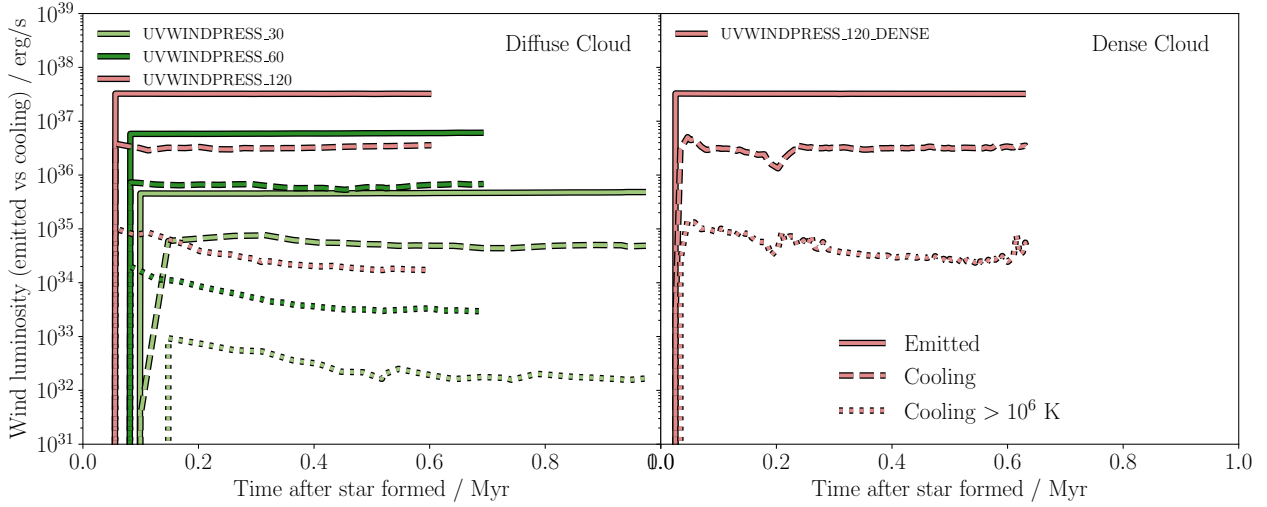 Wind luminosity (emitted vs cooling) / erg/s
10^39
10^38
10^37
10^36
10^35
10^34
10^33
10^32
10^31
UVWINDPRESS_30
UVWINDPRESS_60
UVWINDPRESS_120
Diffuse Cloud
0.0 0.2 0.4 0.6 0.8
Time after star formed / Myr
UVWINDPRESS_120_DENSE
Dense Cloud
Emitted
Cooling
Cooling > 10^6 K
0.0 0.2 0.4 0.6 0.8 1.0
Time after star formed / Myr